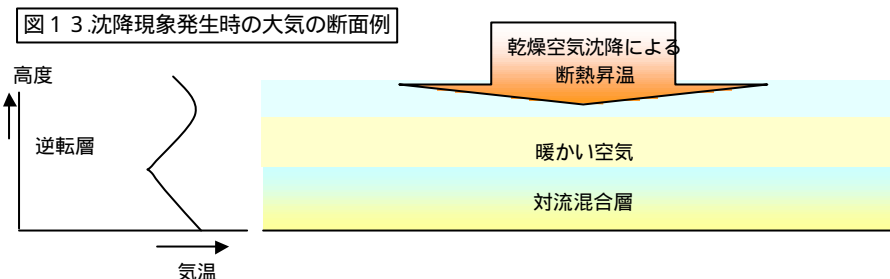 図１３.沈降現象発生時の大気の断面例
乾燥空気沈降による
断熱昇温
高度
逆転層
暖かい空気
対流混合層
気温